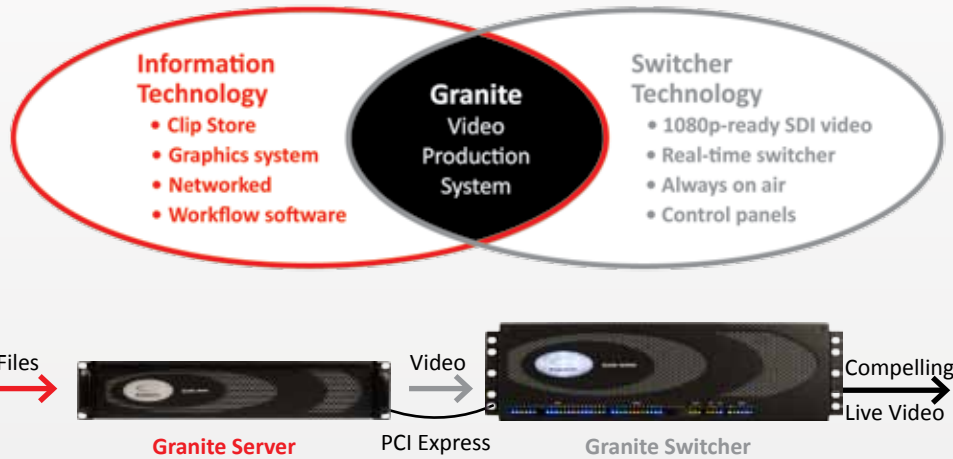 Information
Technology
• Clip Store
• Graphics system
• Networked
• Workflow software
Granite
Video
Production
System
Switcher
Technology
• 1080p-ready SDI video
• Real-time switcher
• Always on air
• Control panels
Files
Video
Compelling
Live Video
PCI Express
Granite Server
Granite Switcher